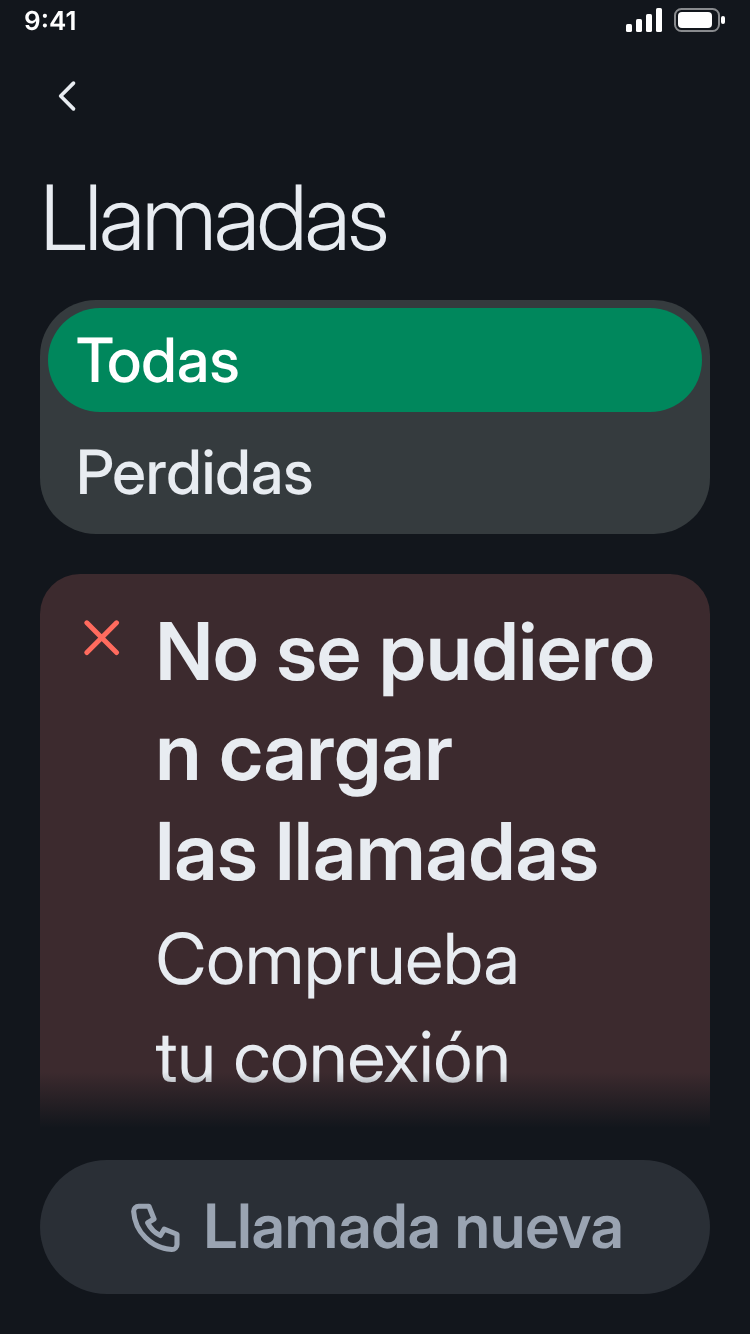 9:41
Llamadas
Todas
Perdidas
No se pudiero
n cargar
las llamadas
Comprueba
tu conexión
Llamada nueva